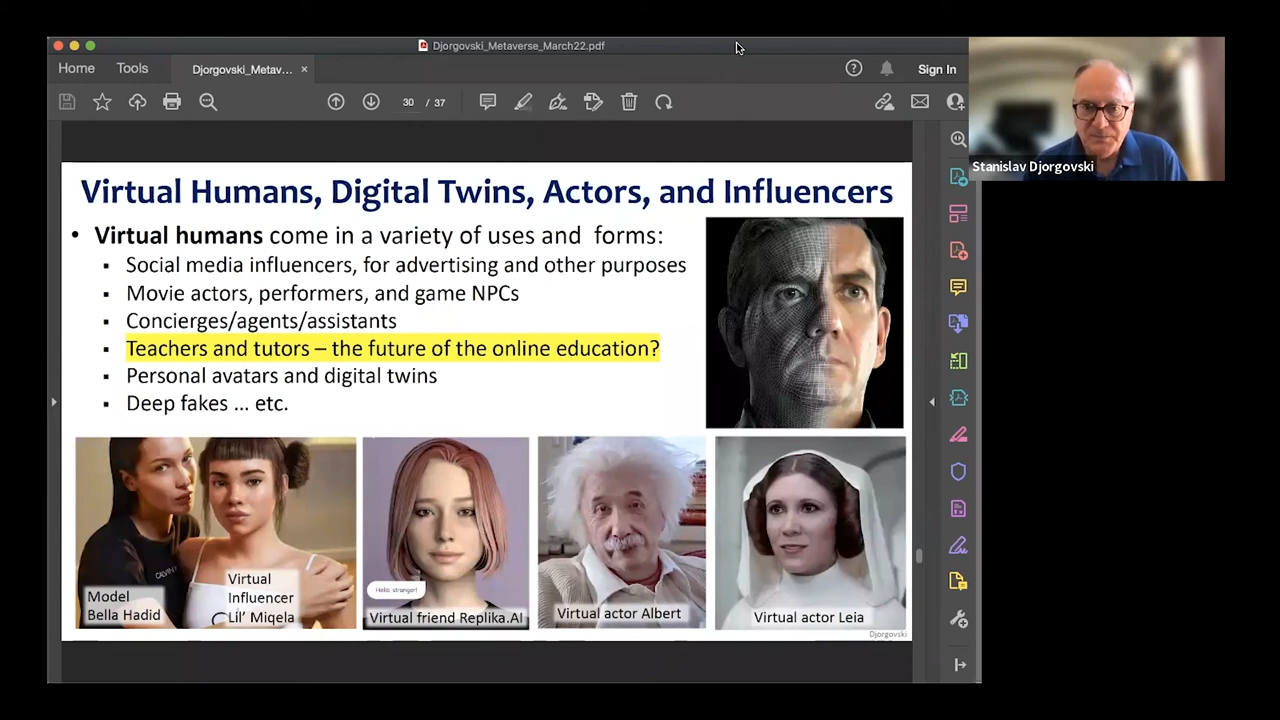 Djorgovski_Metaverse_March22.pdf
Home
Tools
Djorgovski_Metav...
×
Sign In
30 / 37
Stanislav Djorgovski
Virtual Humans, Digital Twins, Actors, and Influencers
• Virtual humans come in a variety of uses and forms:
▪ Social media influencers, for advertising and other purposes
▪ Movie actors, performers, and game NPCs
▪ Concierges/agents/assistants
▪ Teachers and tutors – the future of the online education?
▪ Personal avatars and digital twins
▪ Deep fakes ... etc.
CALVIN
Model
Bella Hadid
Virtual
Influencer
Lil’ Miqela
Hello, stranger!
Virtual friend Replika.AI
Virtual actor Albert
Virtual actor Leia
Djorgovski